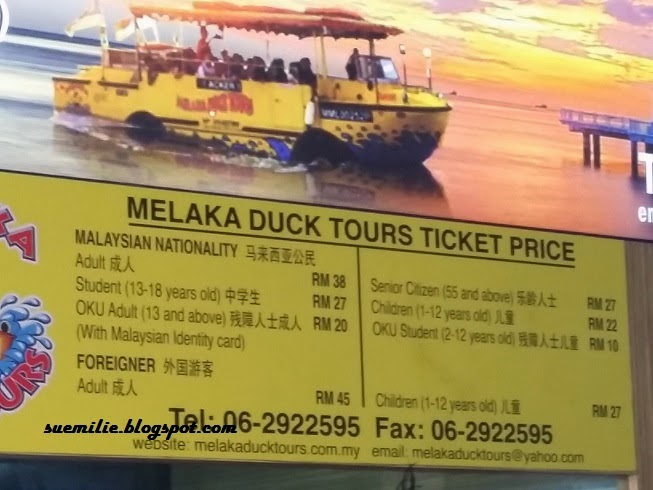 MELAKA DUCK TOURS TICKET PRICE
MALAYSIAN NATIONALITY 马来西亚公民
Adult 成人 RM 38
Student (13-18 years old) 中学生 RM 27
OKU Adult (13 and above) 残障人士成人 RM 20
(With Malaysian Identity card)
Senior Citizen (55 and above) 乐龄人士 RM 27
Children (1-12 years old) 儿童 RM 22
OKU Student (2-12 years old) 残障人士儿童 RM 10
FOREIGNER 外国游客
Adult 成人 RM 45
Children (1-12 years old) 儿童 RM 27
Tel: 06-2922595 Fax: 06-2922595
website: melakaducktours.com.my email: melakaducktours@yahoo.com
suemilie.blogspot.com